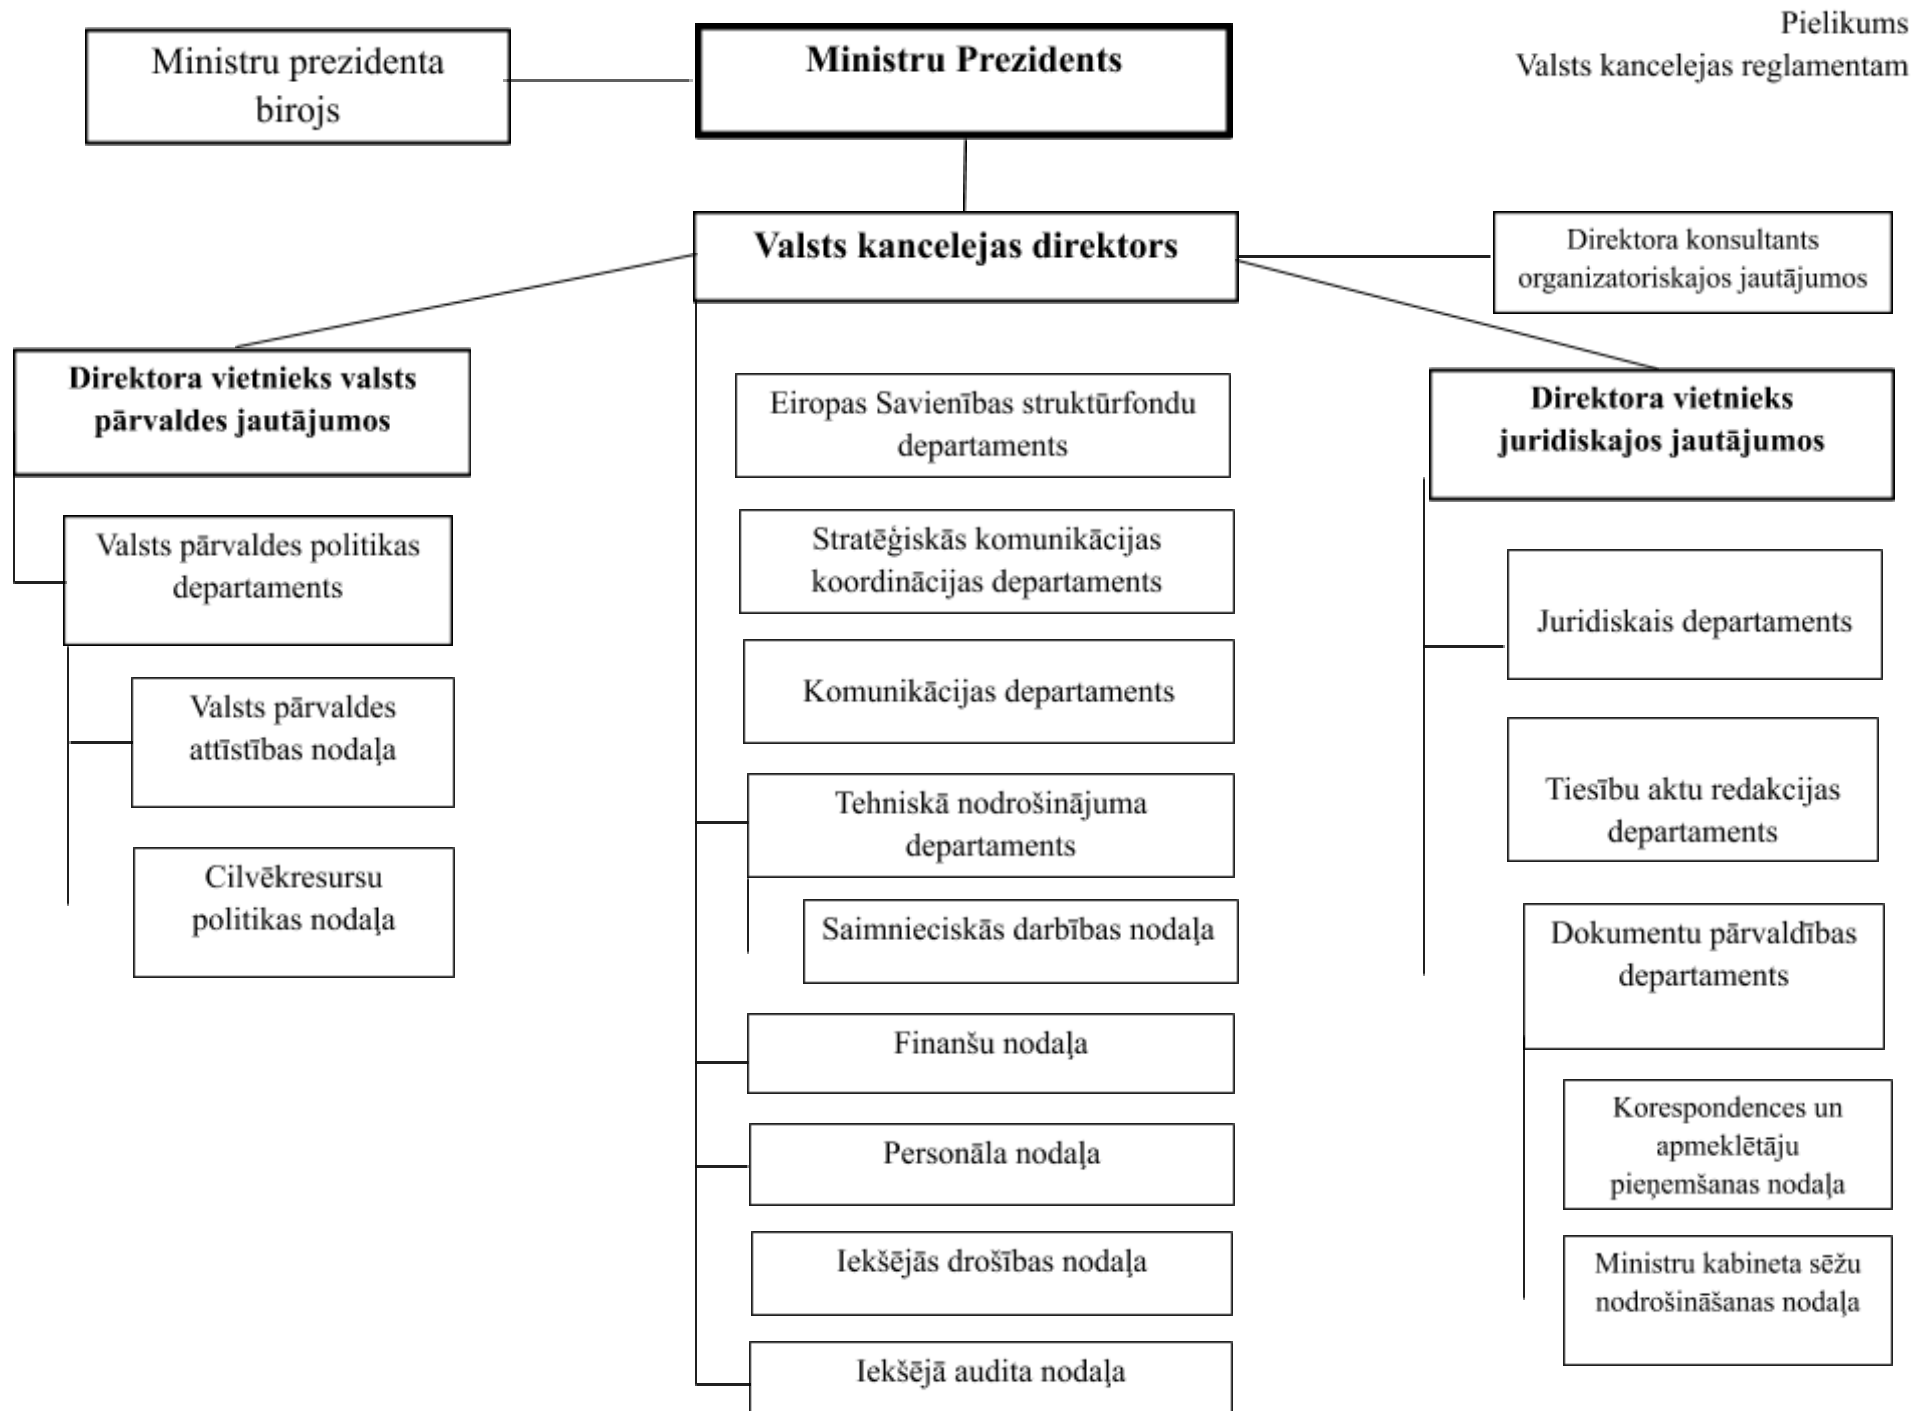 Pielikums
Valsts kancelejas reglamentam
Ministru prezidenta
birojs
Ministru Prezidents
Valsts kancelejas direktors
Direktora konsultants
organizatoriskajos jautājumos
Direktora vietnieks valsts
pārvaldes jautājumos
Valsts pārvaldes politikas
departaments
Valsts pārvaldes
attīstības nodaļa
Cilvēkresursu
politikas nodaļa
Eiropas Savienības struktūrfondu
departaments
Stratēģiskās komunikācijas
koordinācijas departaments
Komunikācijas departaments
Tehniskā nodrošinājuma
departaments
Saimnieciskās darbības nodaļa
Finanšu nodaļa
Personāla nodaļa
Iekšējās drošības nodaļa
Iekšējā audita nodaļa
Direktora vietnieks
juridiskajos jautājumos
Juridiskais departaments
Tiesību aktu redakcijas
departaments
Dokumentu pārvaldības
departaments
Korespondences un
apmeklētāju
pieņemšanas nodaļa
Ministru kabineta sēžu
nodrošināšanas nodaļa